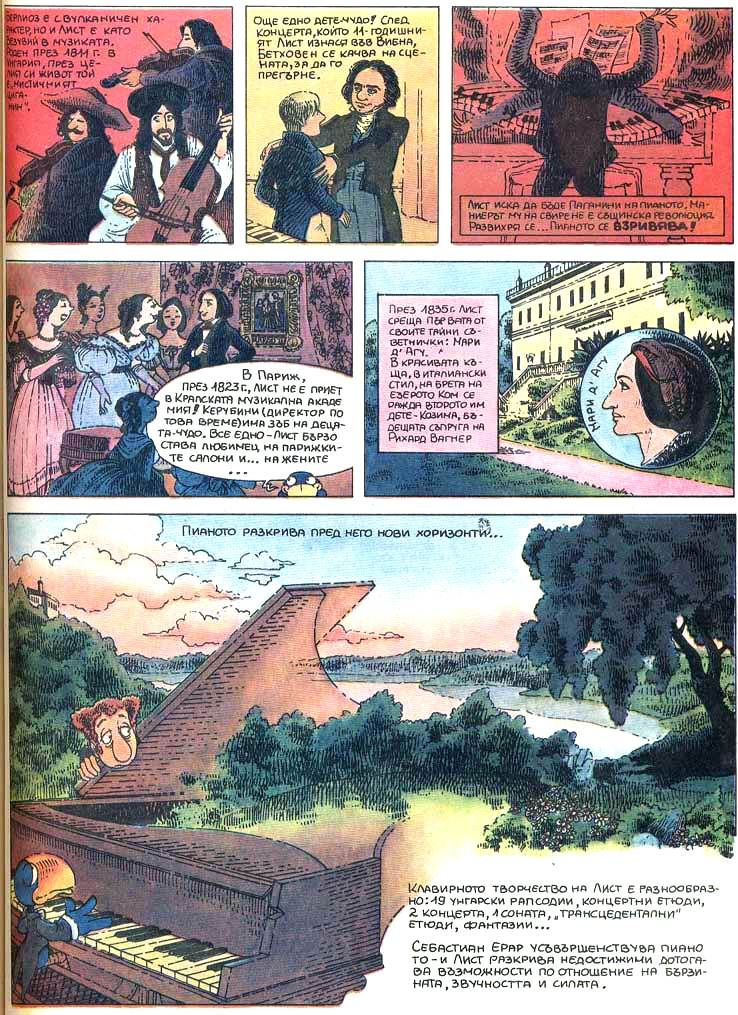 БЕРЛИОЗ Е С ВУЛКАНИЧЕН ХА-
РАКТЕР, НО И ЛИСТ Е КАТО
ВЕЗУВИЙ В МУЗИКАТА.
РОДЕН ПРЕЗ 1811 Г. В
УНГАРИЯ, ПРЕЗ ЦЕ-
ЛИЯ СИ ЖИВОТ ТОЙ
Е „МИСТИЧНИЯТ
ЦИГА-
НИН".
ОЩЕ ЕДНО ДЕТЕ-ЧУДО! СЛЕД
КОНЦЕРТА, КОЙТО 11-ГОДИШНИ-
ЯТ ЛИСТ ИЗНАСЯ ВЪВ ВИЕНА,
БЕТХОВЕН СЕ КАЧВА НА СЦЕ-
НАТА, ЗА ДА ГО
ПРЕГЪРНЕ.
ЛИСТ ИСКА ДА БЪДЕ ПАГАНИНИ НА ПИАНОТО. МА-
НИЕРЪТ МУ НА СВИРЕНЕ Е СЪЩИНСКА РЕВОЛЮЦИЯ.
РАЗВИХРЯ СЕ... ПИАНОТО СЕ ВЗРИВЯВА!
В ПАРИЖ,
ПРЕЗ 1823 Г., ЛИСТ НЕ Е ПРИЕТ
В КРАЛСКАТА МУЗИКАЛНА АКАДЕ
МИЯ! КЕРУБИНИ (ДИРЕКТОР ПО
ТОВА ВРЕМЕ) ИМА ЗЪБ НА ДЕЦА-
ТА-ЧУДО. ВСЕ ЕДНО - ЛИСТ БЪРЗО
СТАВА ЛЮБИМЕЦ НА ПАРИЖКИ-
ТЕ САЛОНИ И... НА ЖЕНИТЕ
...
ПРЕЗ 1835 Г. ЛИСТ
СРЕЩА ПЪРВАТА ОТ
СВОИТЕ ТАЙНИ СЪ-
ВЕТНИЧКИ: МАРИ
Д' АГУ.
В КРАСИВАТА КЪ-
ЩА, В ИТАЛИАНСКИ
СТИЛ, НА БРЕГА НА
ЕЗЕРОТО КОМ СЕ
РАЖДА ВТОРОТО ИМ
ДЕТЕ - КОЗИМА, БЪ-
ДЕЩАТА СЪПРУГА НА
РИХАРД ВАГНЕР
МАРИ Д' АГУ
ПИАНОТО РАЗКРИВА ПРЕД НЕГО НОВИ ХОРИЗОНТИ...
КЛАВИРНОТО ТВОРЧЕСТВО НА ЛИСТ Е РАЗНООБРАЗ-
НО: 19 УНГАРСКИ РАПСОДИИ, КОНЦЕРТНИ ЕТЮДИ,
2 КОНЦЕРТА, 1 СОНАТА, „ТРАНСЦЕДЕНТАЛНИ"
ЕТЮДИ, ФАНТАЗИИ...
СЕБАСТИАН ЕРАР УСЪВЪРШЕНСТВУВА ПИАНО
ТО - И ЛИСТ РАЗКРИВА НЕДОСТИЖИМИ ДОТОГА-
ВА ВЪЗМОЖНОСТИ ПО ОТНОШЕНИЕ НА БЪРЗИ-
НАТА, ЗВУЧНОСТТА И СИЛАТА.